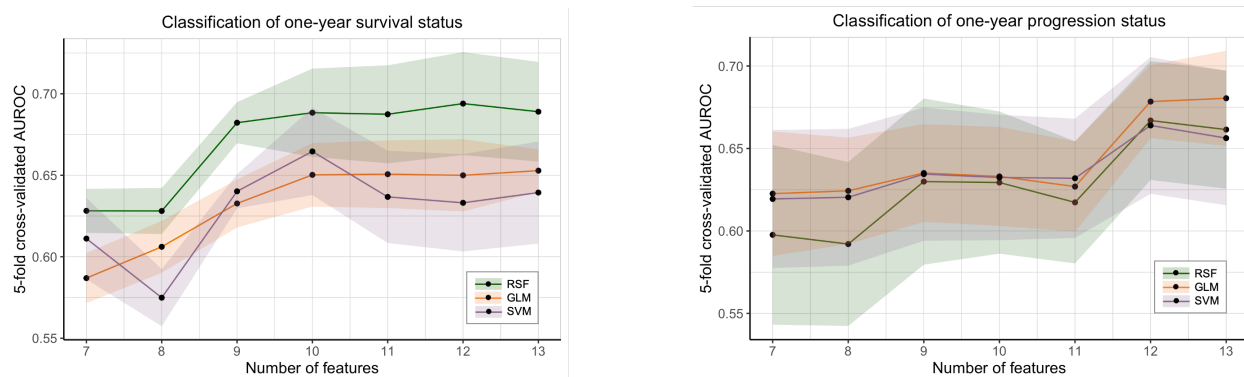 Classification of one-year survival status
5-fold cross-validated AUROC
0.70
0.65
0.60
0.55
7 8 9 10 11 12 13
Number of features
RSF
GLM
SVM
Classification of one-year progression status
5-fold cross-validated AUROC
0.70
0.65
0.60
0.55
7 8 9 10 11 12 13
Number of features
RSF
GLM
SVM